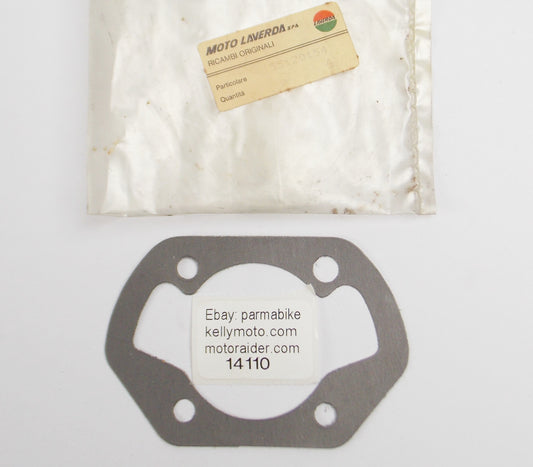 MOTO LAVERDA S.P.A.
RICAMBI ORIGINALI
Particolare
Quantità
Ebay: parmabike
kellymoto.com
motoraider.com
14110